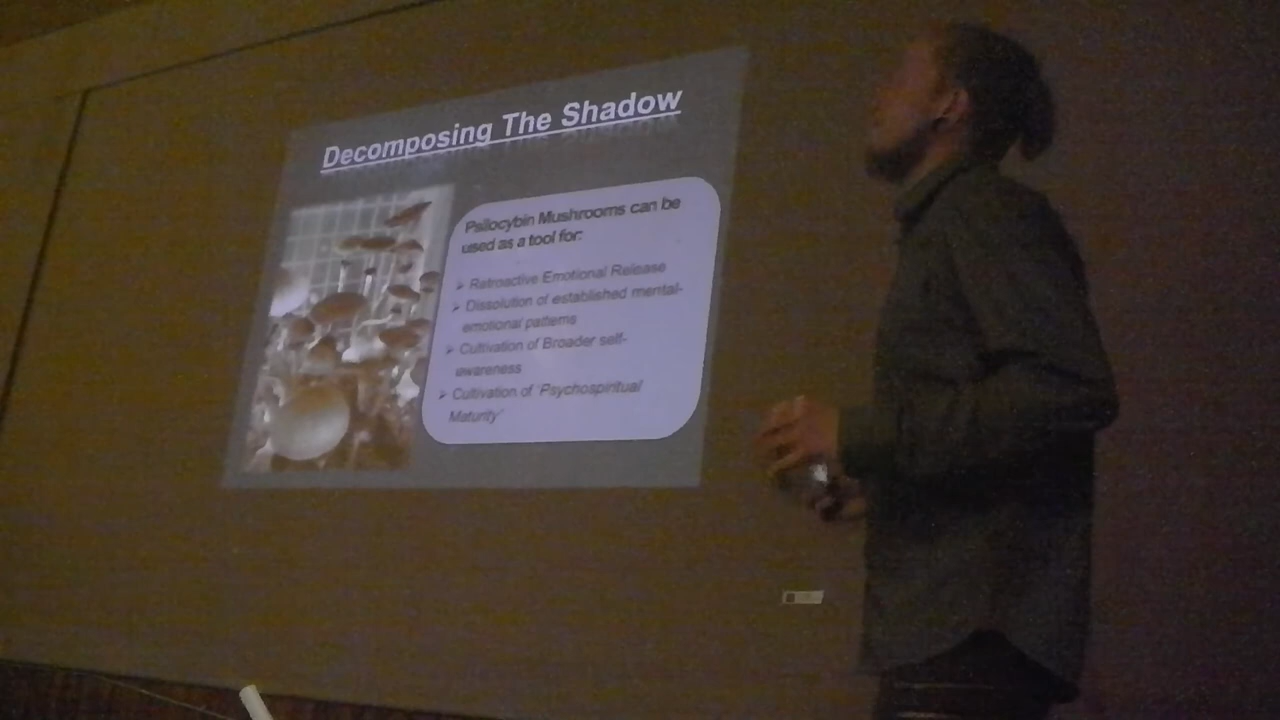 Decomposing The Shadow
Psilocybin Mushrooms can be
used as a tool for:
➢ Retroactive Emotional Release
➢ Dissolution of established mental-
emotional patterns
➢ Cultivation of Broader self-
awareness
➢ Cultivation of 'Psychospiritual
Maturity'